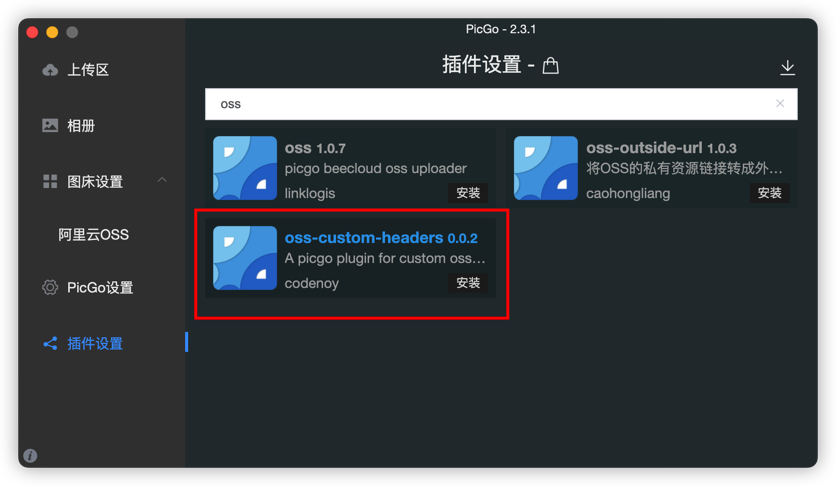 PicGo - 2.3.1
上传区
相册
图床设置
阿里云OSS
PicGo设置
插件设置
插件设置 -
oss
oss 1.0.7
picgo beecloud oss uploader
linklogis
安装
oss-outside-url 1.0.3
将OSS的私有资源链接转成外…
caohongliang
安装
oss-custom-headers 0.0.2
A picgo plugin for custom oss…
codenoy
安装